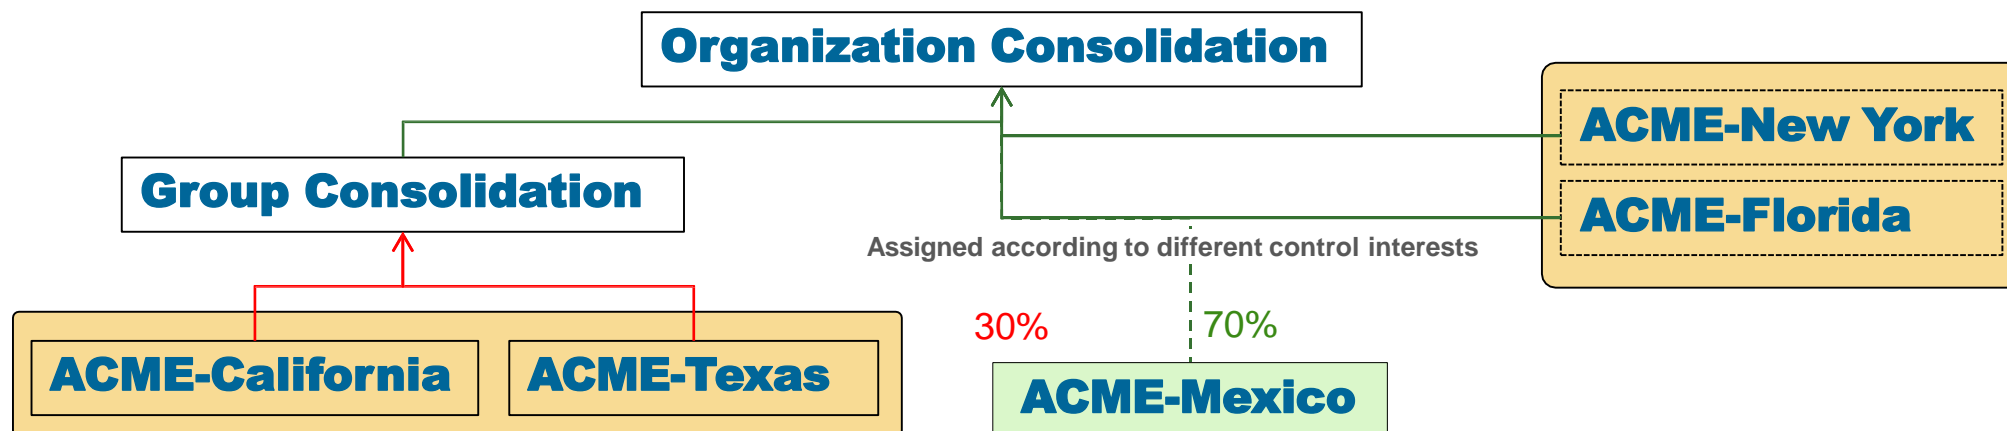 Organization Consolidation
ACME-New York
Group Consolidation
ACME-Florida
Assigned according to different control interests
30%
70%
ACME-California
ACME-Texas
ACME-Mexico